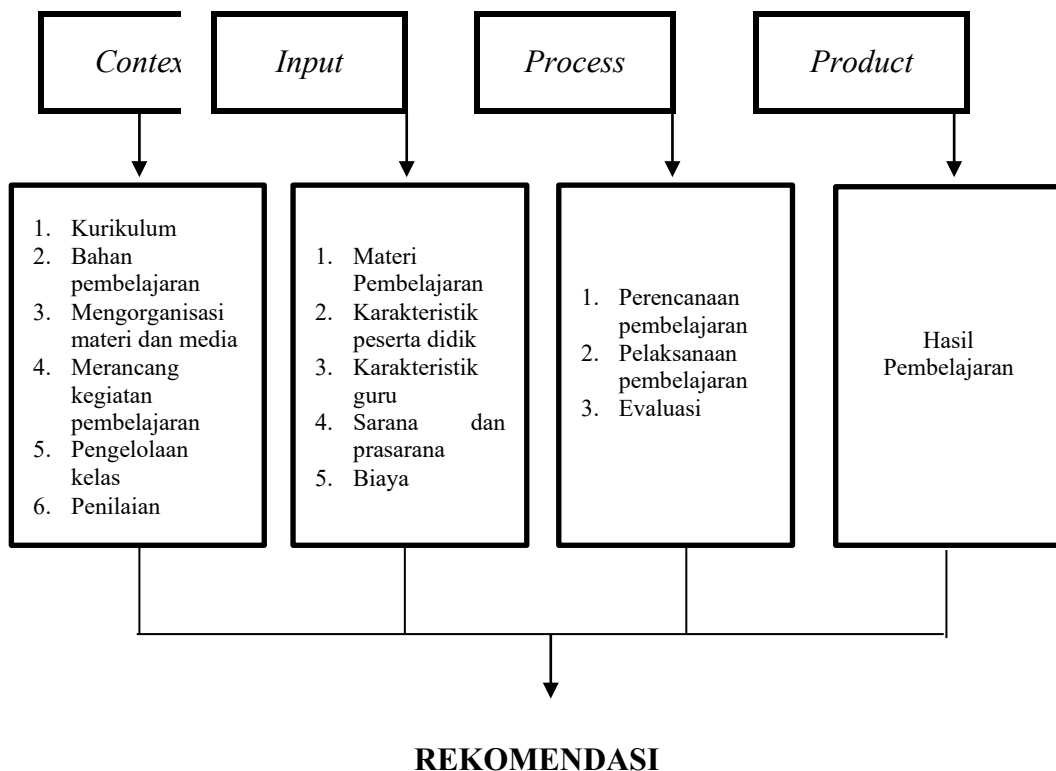 Contex
Input
Process
Product
1. Kurikulum
2. Bahan
pembelajaran
3. Mengorganisasi
materi dan media
4. Merancang
kegiatan
pembelajaran
5. Pengelolaan
kelas
6. Penilaian
1. Materi
Pembelajaran
2. Karakteristik
peserta didik
3. Karakteristik
guru
4. Sarana dan
prasarana
5. Biaya
1. Perencanaan
pembelajaran
2. Pelaksanaan
pembelajaran
3. Evaluasi
Hasil
Pembelajaran
REKOMENDASI